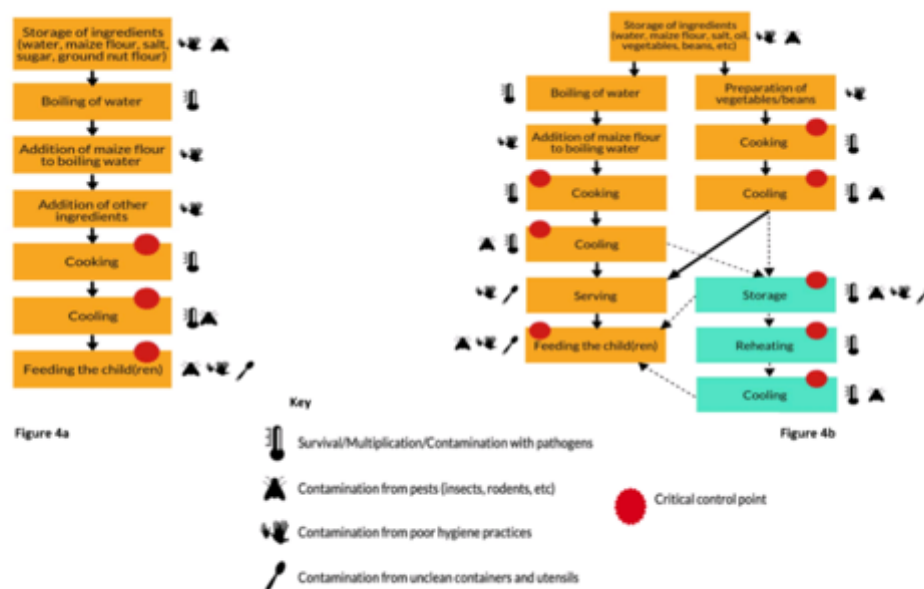 Storage of ingredients
(water, maize flour, salt,
sugar, ground nut flour)
Boiling of water
Addition of maize flour
to boiling water
Addition of other
ingredients
Cooking
Cooling
Feeding the child(ren)
Figure 4a
Storage of ingredients
(water, maize flour, salt, oil,
vegetables, beans, etc)
Boiling of water
Addition of maize flour
to boiling water
Cooking
Cooling
Serving
Feeding the child(ren)
Preparation of
vegetables/beans
Cooking
Cooling
Storage
Reheating
Cooling
Figure 4b
Key
Survival/Multiplication/Contamination with pathogens
Contamination from pests (insects, rodents, etc)
Contamination from poor hygiene practices
Contamination from unclean containers and utensils
Critical control point